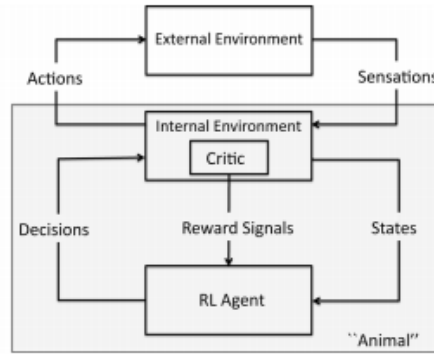 External Environment
Actions
Sensations
Internal Environment
Critic
Decisions
Reward Signals
States
RL Agent
``Animal''